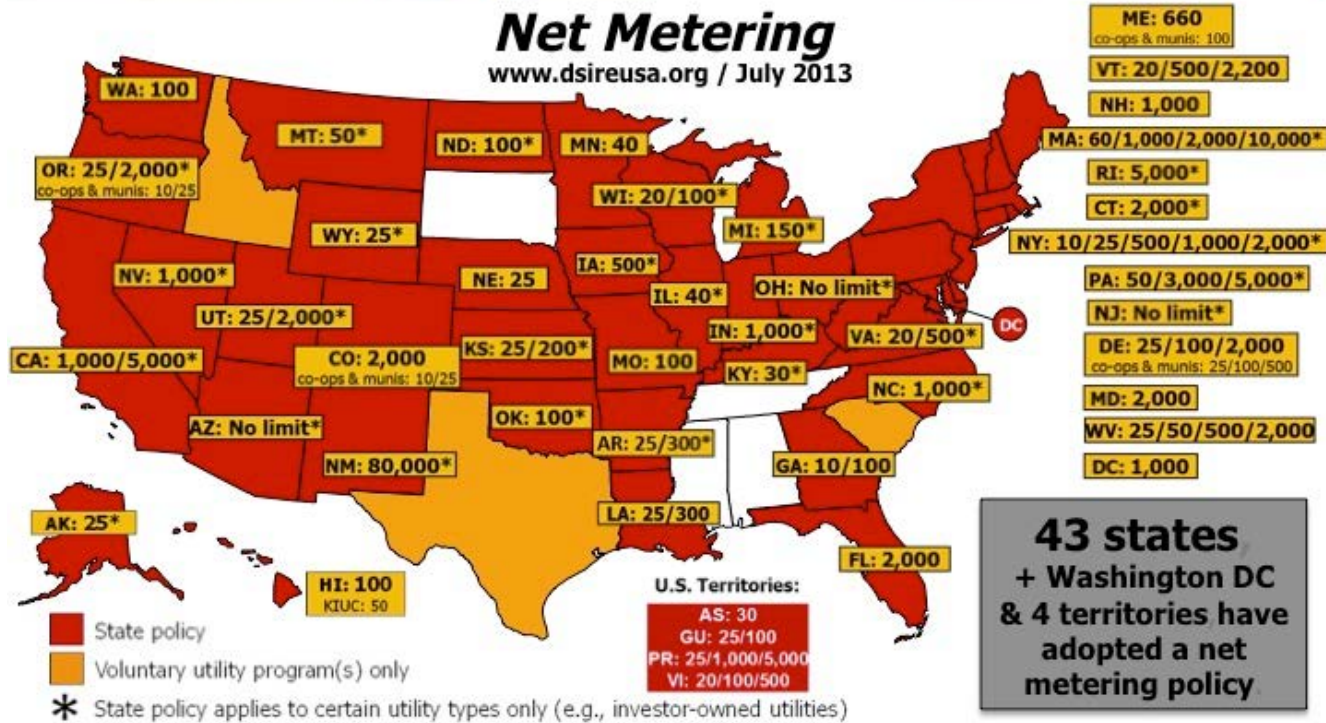 Net Metering
www.dsireusa.org / July 2013
WA: 100
OR: 25/2,000*
co-ops & munis: 10/25
MT: 50*
ND: 100*
MN: 40
WI: 20/100*
MI: 150*
WY: 25*
NV: 1,000*
NE: 25
IA: 500*
IL: 40*
OH: No limit*
UT: 25/2,000*
IN: 1,000*
VA: 20/500*
DC
CA: 1,000/5,000*
CO: 2,000
co-ops & munis: 10/25
KS: 25/200*
MO: 100
KY: 30*
NC: 1,000*
AZ: No limit*
OK: 100*
AR: 25/300*
NM: 80,000*
GA: 10/100
LA: 25/300
AK: 25*
HI: 100
KIUC: 50
FL: 2,000
ME: 660
co-ops & munis: 100
VT: 20/500/2,200
NH: 1,000
MA: 60/1,000/2,000/10,000*
RI: 5,000*
CT: 2,000*
NY: 10/25/500/1,000/2,000*
PA: 50/3,000/5,000*
NJ: No limit*
DE: 25/100/2,000
co-ops & munis: 25/100/500
MD: 2,000
WV: 25/50/500/2,000
DC: 1,000
U.S. Territories:
AS: 30
GU: 25/100
PR: 25/1,000/5,000
VI: 20/100/500
State policy
Voluntary utility program(s) only
* State policy applies to certain utility types only (e.g., investor-owned utilities)
43 states,
+ Washington DC
& 4 territories have
adopted a net
metering policy.